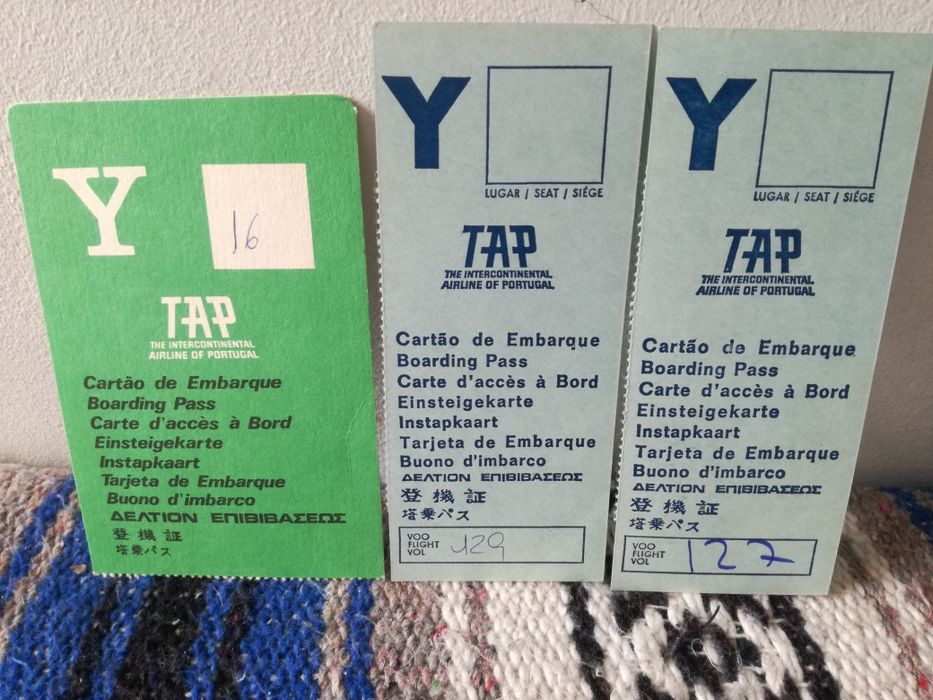 Y
16
TAP
THE INTERCONTINENTAL
AIRLINE OF PORTUGAL
Cartão de Embarque
Boarding Pass
Carte d'accès à Bord
Einsteigekarte
Instapkaart
Tarjeta de Embarque
Buono d'imbarco
ΔΕΛΤΙΟΝ ΕΠΙΒΙΒΑΣΕΩΣ
登機証
塔乗パス
Y
LUGAR / SEAT / SIÉGE
TAP
THE INTERCONTINENTAL
AIRLINE OF PORTUGAL
Cartão de Embarque
Boarding Pass
Carte d'accès à Bord
Einsteigekarte
Instapkaart
Tarjeta de Embarque
Buono d'imbarco
ΔΕΛΤΙΟΝ ΕΠΙΒΙΒΑΣΕΩΣ
登機証
塔乗パス
VOO
FLIGHT
VOL
129
Y
LUGAR / SEAT / SIÉGE
TAP
THE INTERCONTINENTAL
AIRLINE OF PORTUGAL
Cartão de Embarque
Boarding Pass
Carte d'accès à Bord
Einsteigekarte
Instapkaart
Tarjeta de Embarque
Buono d'imbarco
ΔΕΛΤΙΟΝ ΕΠΙΒΙΒΑΣΕΩΣ
登機証
塔乗パス
VOO
FLIGHT
VOL
127